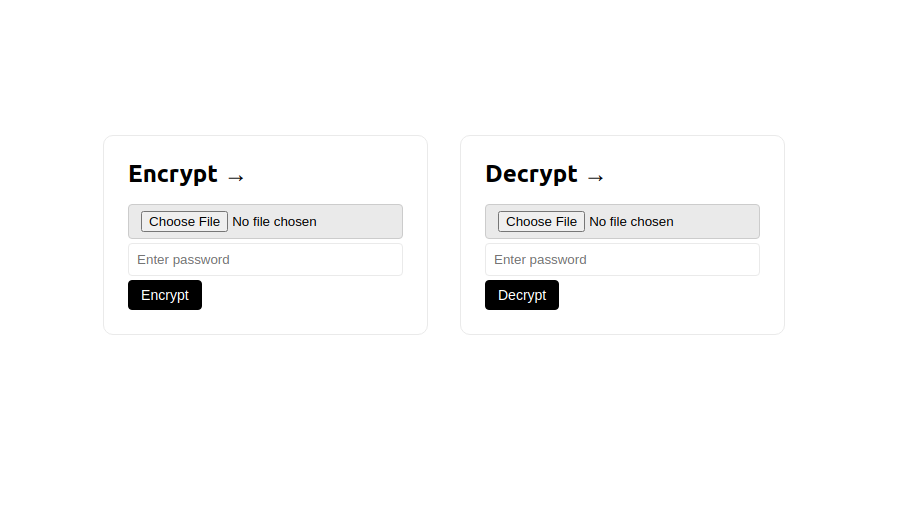 Encrypt →
Choose File No file chosen
Enter password
Encrypt
Decrypt →
Choose File No file chosen
Enter password
Decrypt